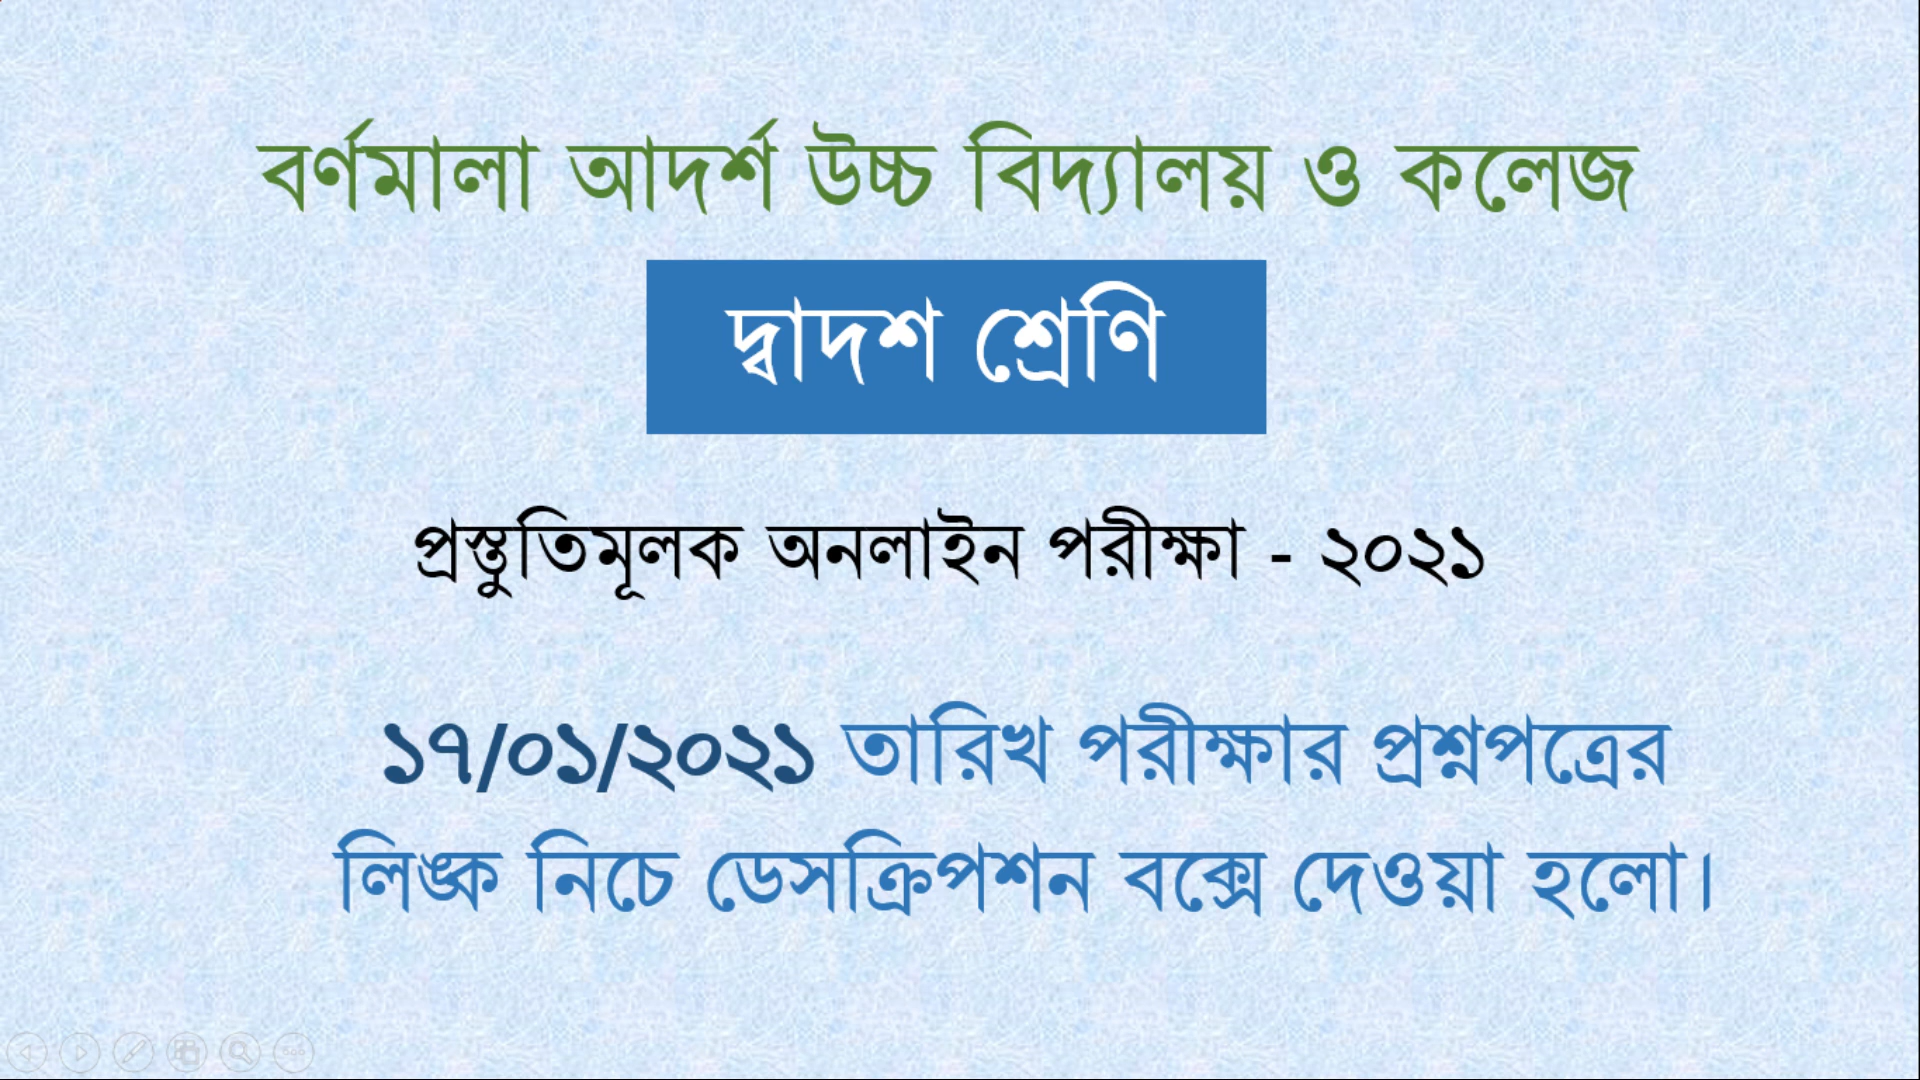 বর্ণমালা আদর্শ উচ্চ বিদ্যালয় ও কলেজ
দ্বাদশ শ্রেণি
প্রস্তুতিমূলক অনলাইন পরীক্ষা - ২০২১
১৭/০১/২০২১ তারিখ পরীক্ষার প্রশ্নপত্রের
লিঙ্ক নিচে ডেসক্রিপশন বক্সে দেওয়া হলো।